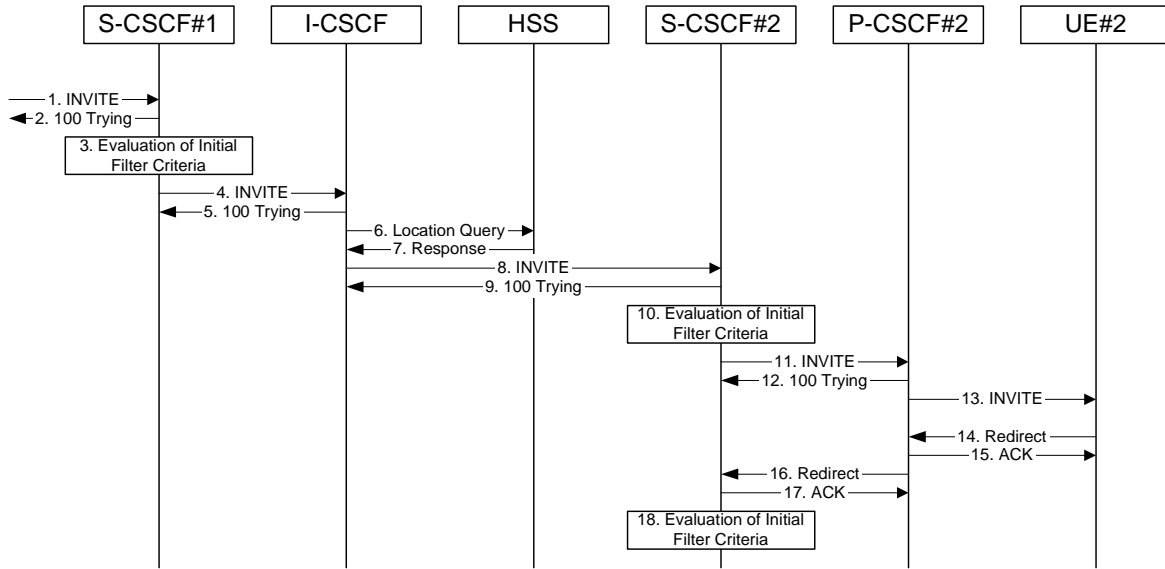 S-CSCF#1
I-CSCF
HSS
S-CSCF#2
P-CSCF#2
UE#2
1. INVITE
2. 100 Trying
3. Evaluation of Initial
Filter Criteria
4. INVITE
5. 100 Trying
6. Location Query
7. Response
8. INVITE
9. 100 Trying
10. Evaluation of Initial
Filter Criteria
11. INVITE
12. 100 Trying
13. INVITE
14. Redirect
15. ACK
16. Redirect
17. ACK
18. Evaluation of Initial
Filter Criteria